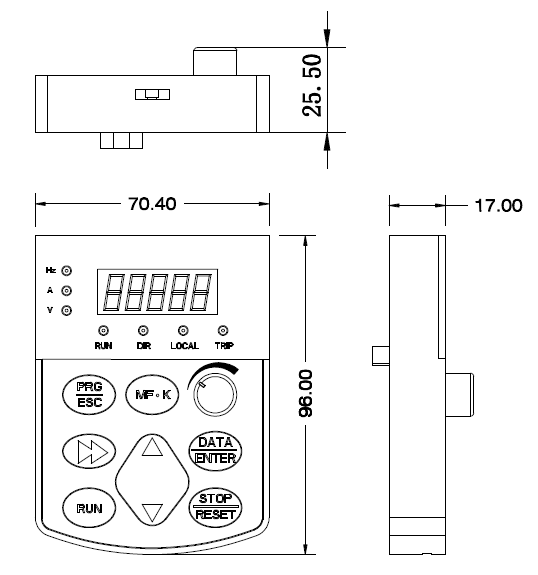 25.50
70.40
17.00
Hz
A
V
88888
RUN DIR LOCAL TRIP
96.00
PRG
ESC
MF·K
DATA
ENTER
RUN
STOP
RESET